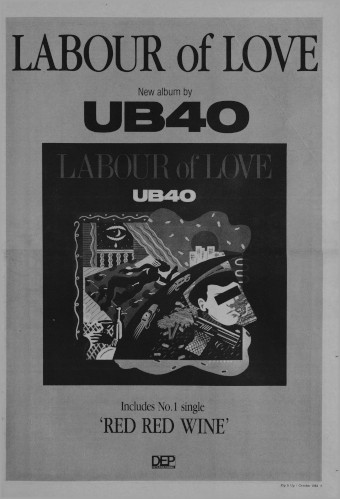 LABOUR of LOVE
New album by
UB40
LABOUR of LOVE
UB40
Includes No.1 single
‘RED RED WINE’
DEP